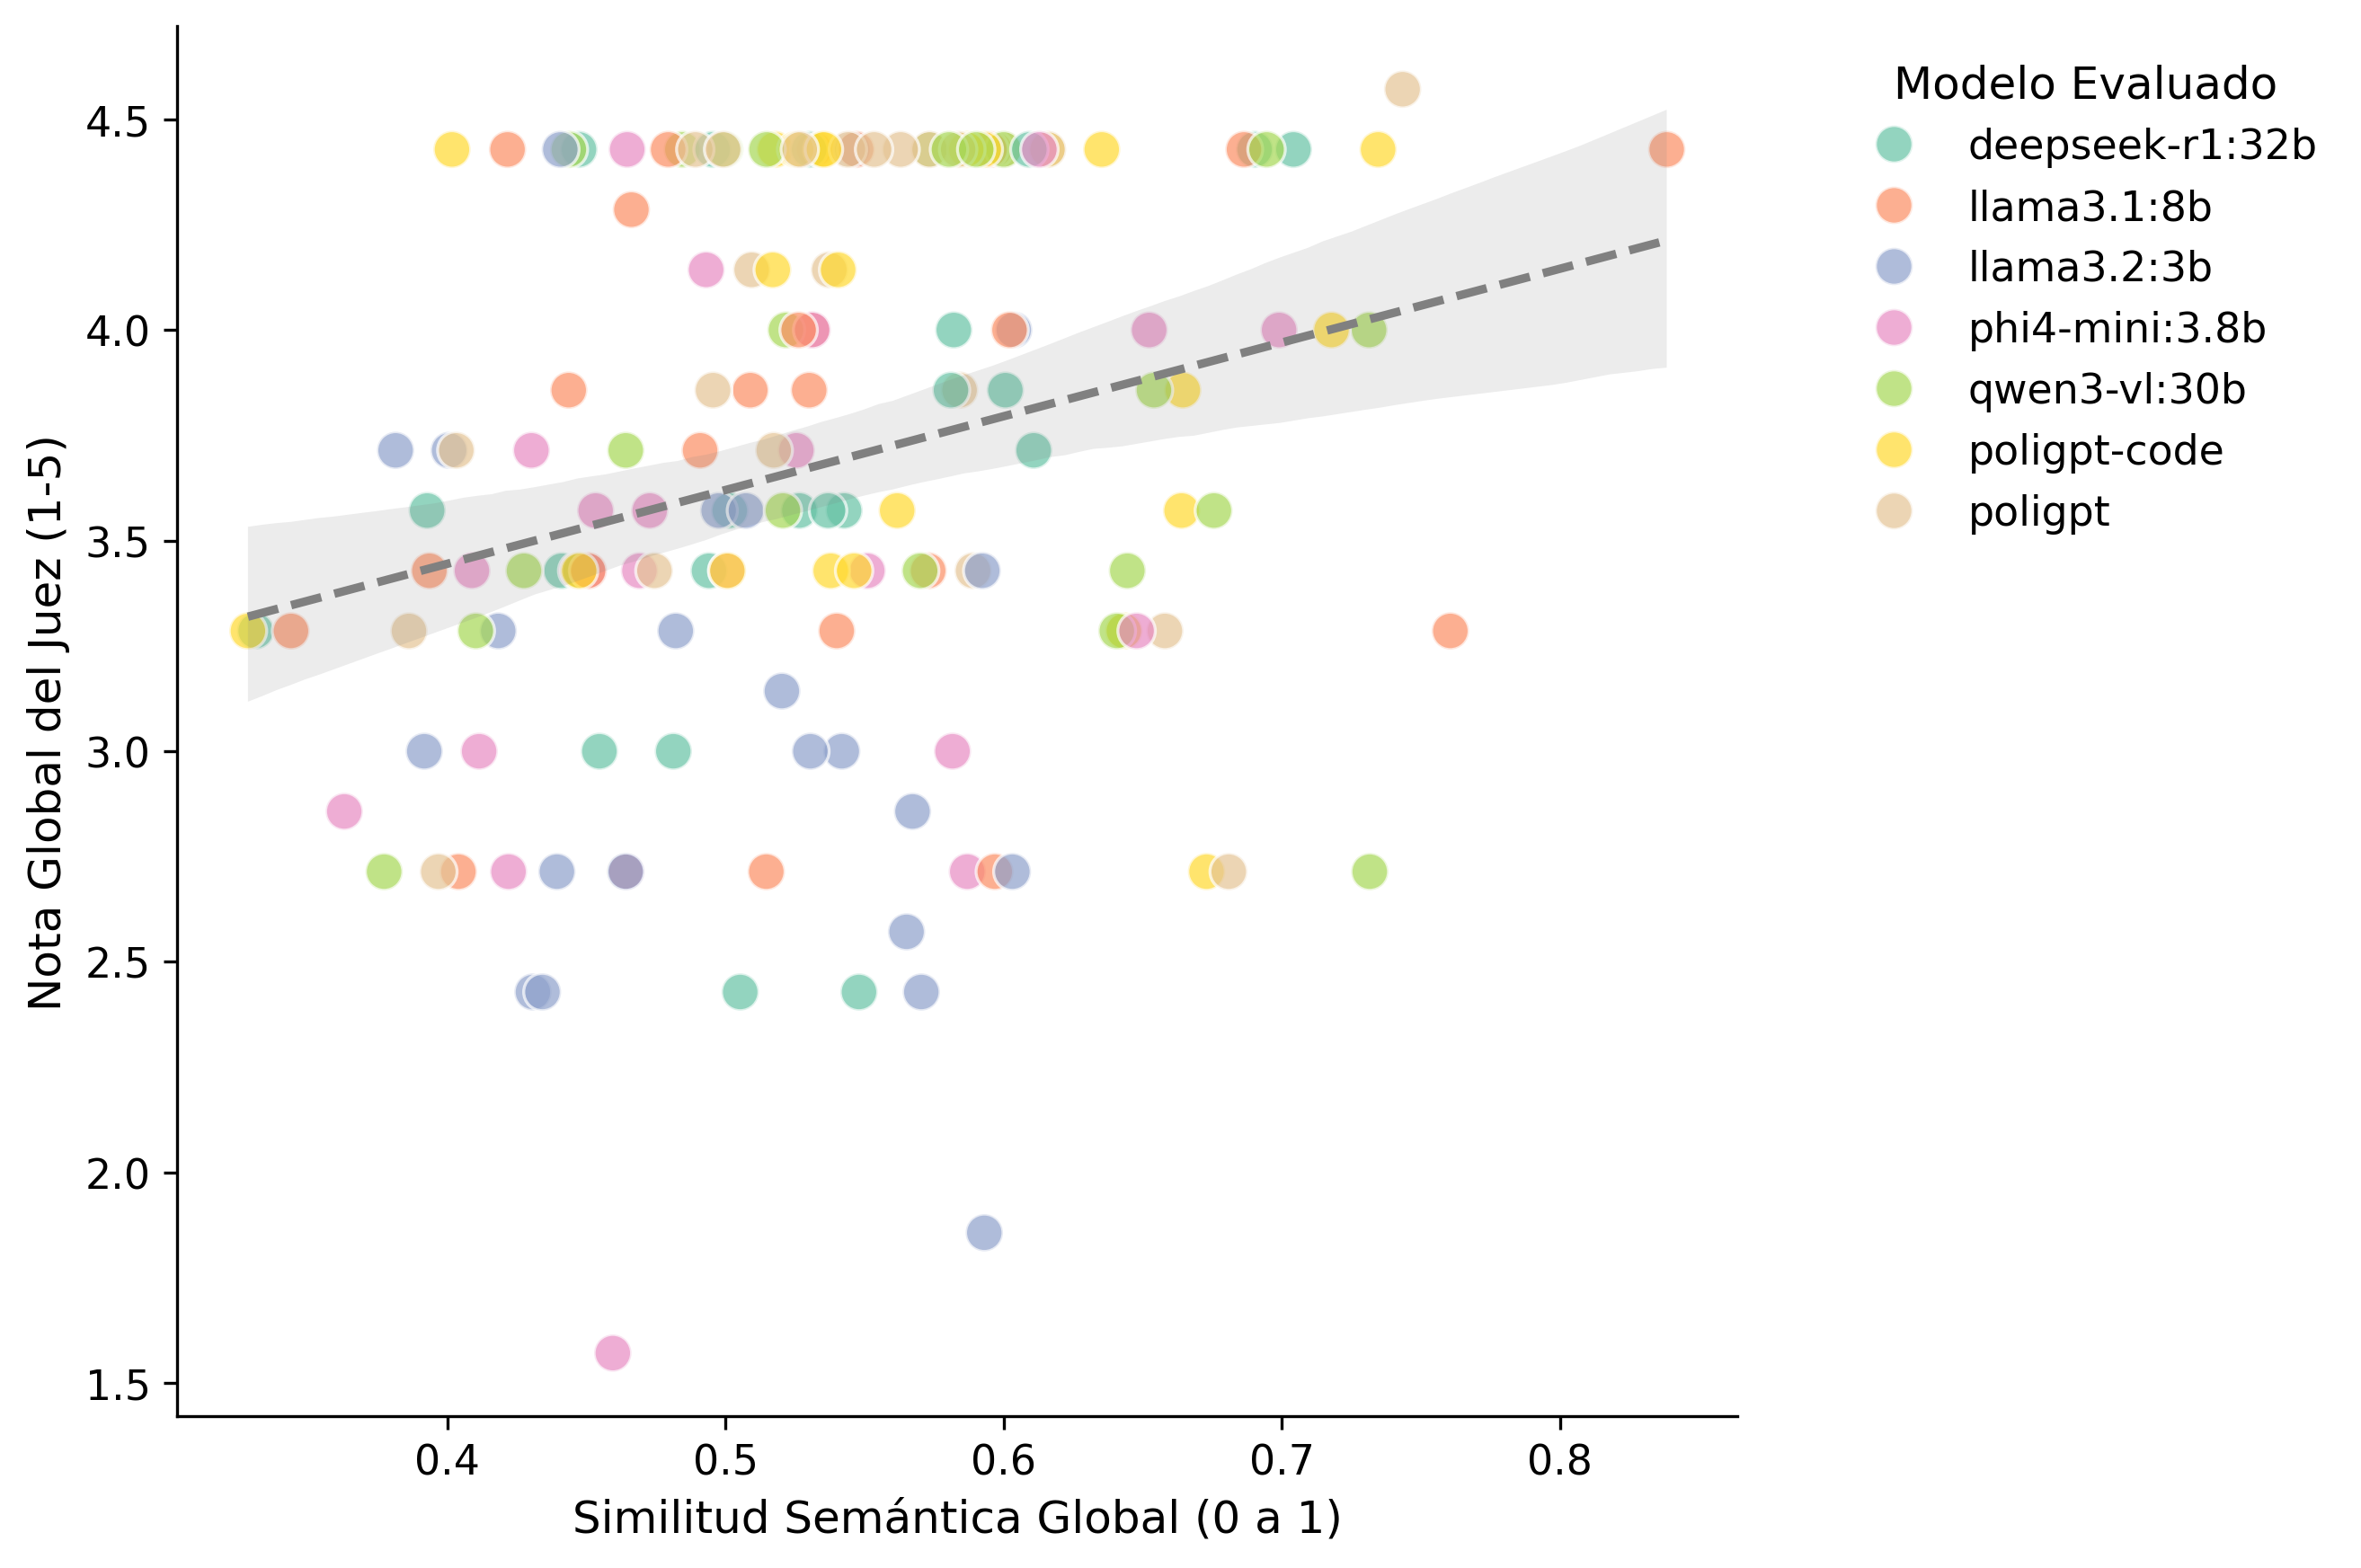 Nota Global del Juez (1-5)
4.5
4.0
3.5
3.0
2.5
2.0
1.5
0.4
0.5
0.6
0.7
0.8
Similitud Semántica Global (0 a 1)
Modelo Evaluado
deepseek-r1:32b
llama3.1:8b
llama3.2:3b
phi4-mini:3.8b
qwen3-vl:30b
poligpt-code
poligpt